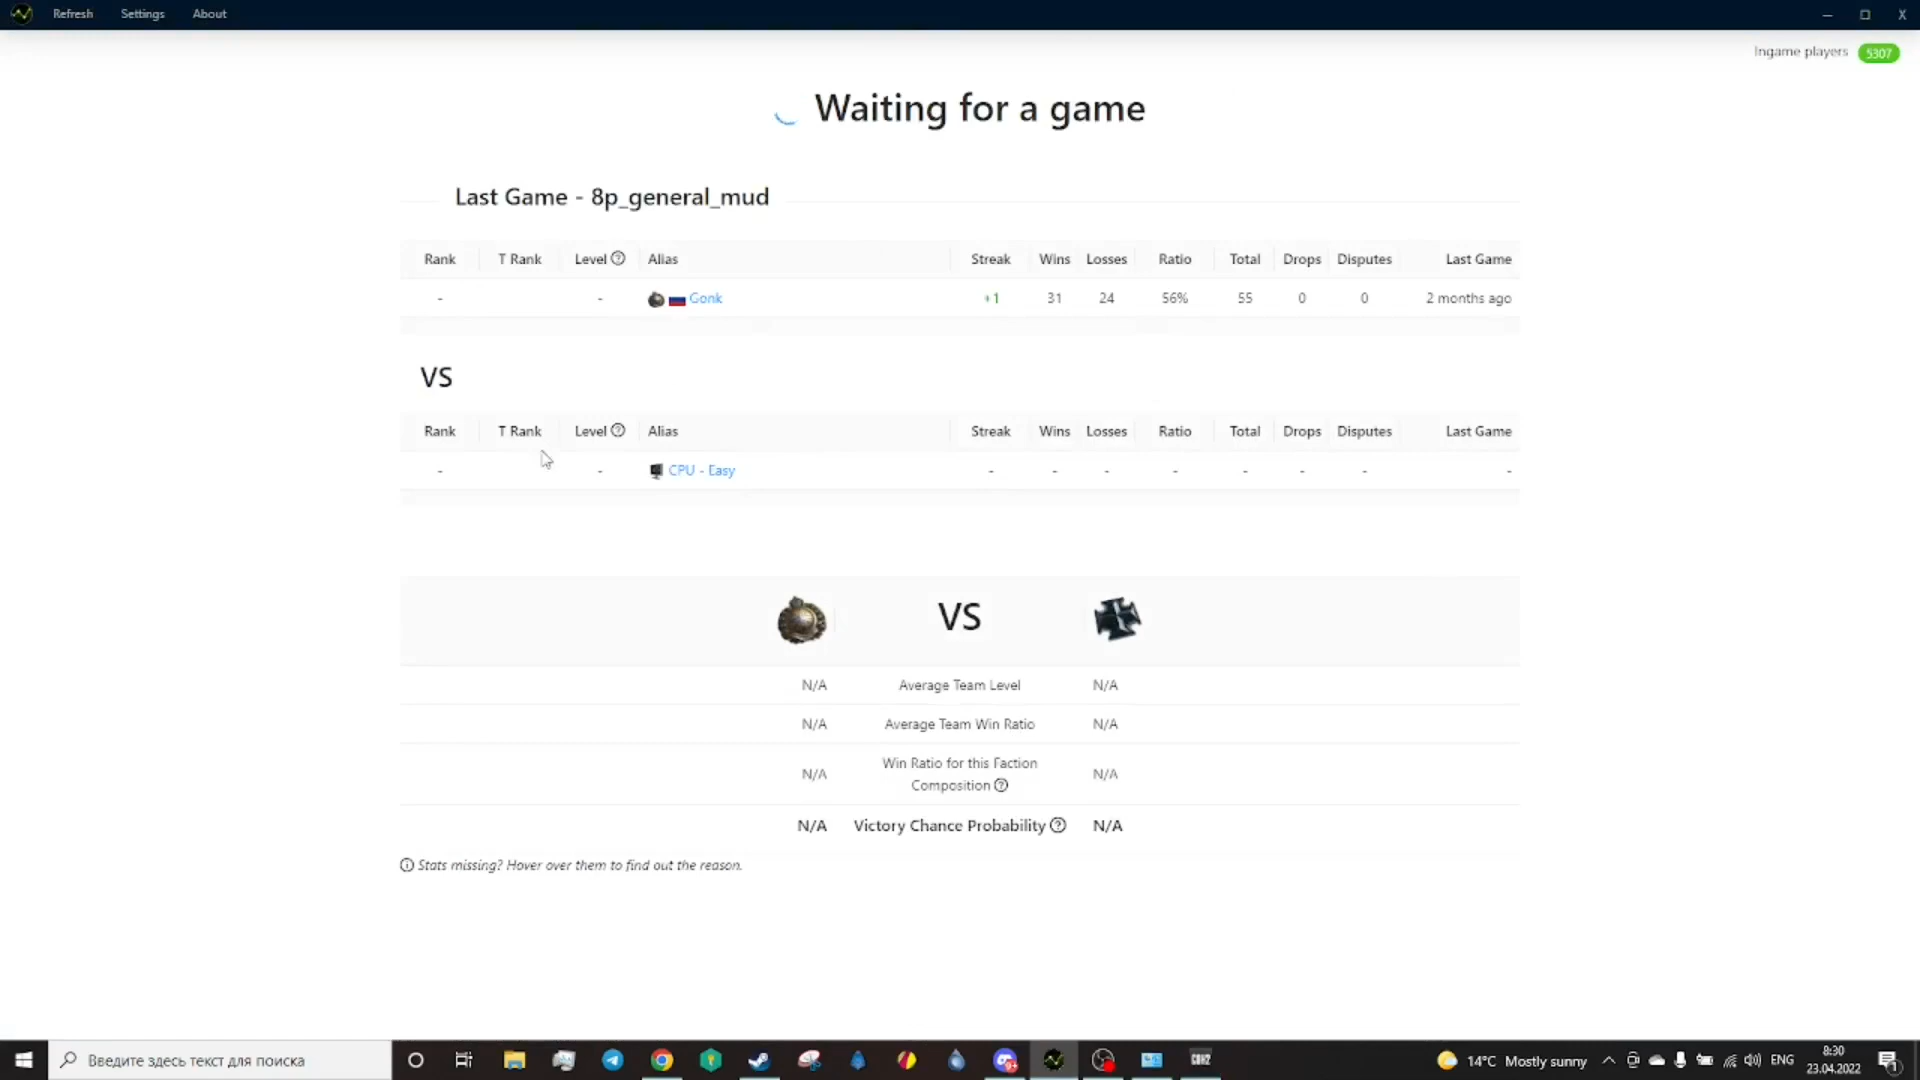 Refresh Settings About
Ingame players 5307
Waiting for a game
Last Game - 8p_general_mud
Rank T Rank Level Alias Streak Wins Losses Ratio Total Drops Disputes Last Game
- - Gonk +1 31 24 56% 55 0 0 2 months ago
VS
Rank T Rank Level Alias Streak Wins Losses Ratio Total Drops Disputes Last Game
- - CPU - Easy - - - - - - - -
VS
N/A Average Team Level N/A
N/A Average Team Win Ratio N/A
Win Ratio for this Faction
N/A Composition N/A
N/A Victory Chance Probability N/A
Stats missing? Hover over them to find out the reason.
Введите здесь текст для поиска
COH2
14°C Mostly sunny
ENG
8:30
23.04.2022
1